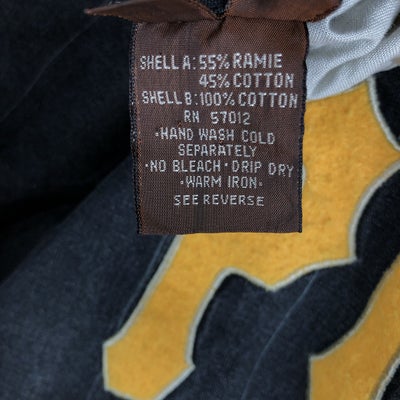 SHELL A: 55% RAMIE
45% COTTON
SHELL B: 100% COTTON
RN 57012
•HAND WASH COLD
SEPARATELY
•NO BLEACH•DRIP DRY
•WARM IRON•
SEE REVERSE